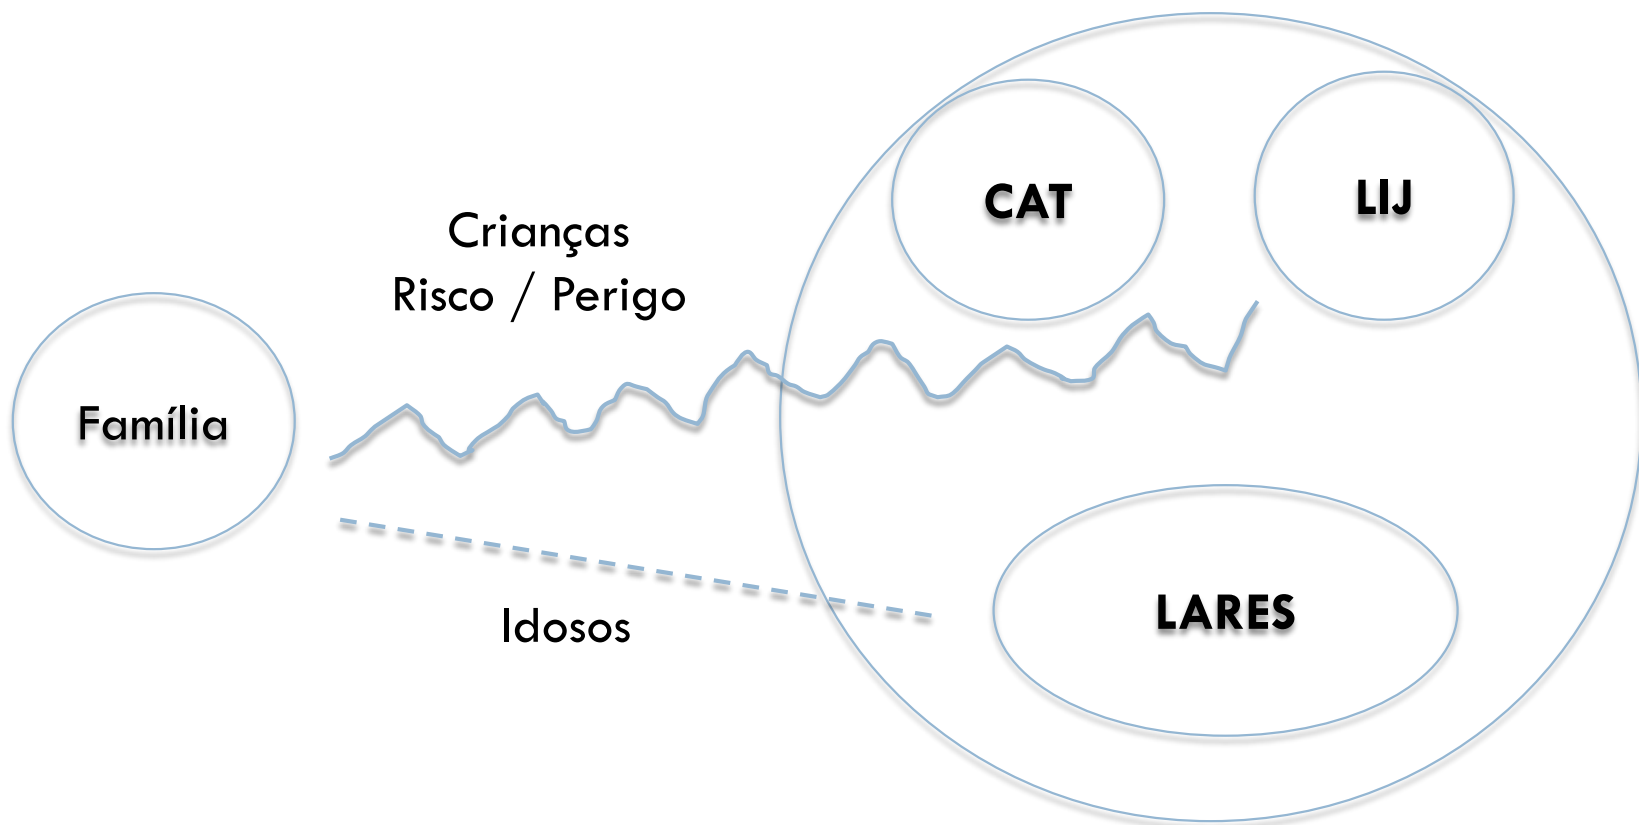 CAT
LIJ
Crianças
Risco / Perigo
Família
Idosos
LARES